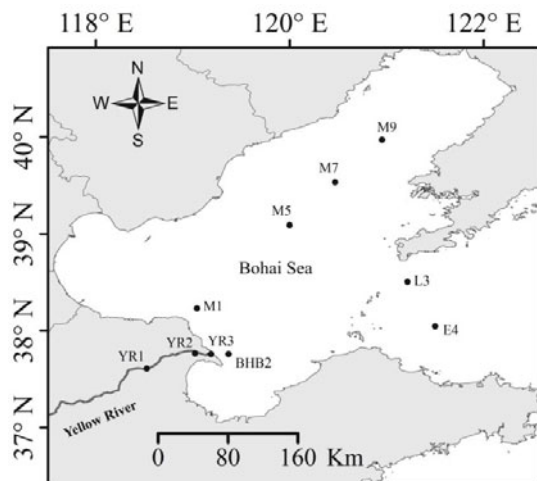 118° E 120° E 122° E
N
W E
S
40° N
39° N
38° N
37° N
M9
M7
M5
Bohai Sea
L3
M1
E4
YR2 YR3
YR1 BHB2
Yellow River
0 80 160 Km